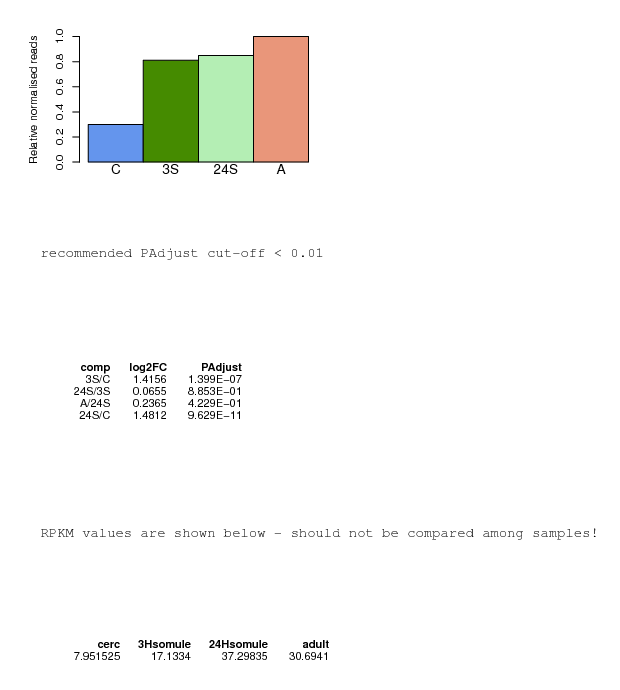 Relative normalised reads
1.0
0.8
0.6
0.4
0.2
0.0
C 3S 24S A
recommended PAdjust cut-off < 0.01
comp log2FC PAdjust
3S/C 1.4156 1.399E-07
24S/3S 0.0655 8.853E-01
A/24S 0.2365 4.229E-01
24S/C 1.4812 9.629E-11
RPKM values are shown below - should not be compared among samples!
cerc 3Hsomule 24Hsomule adult
7.951525 17.1334 37.29835 30.6941